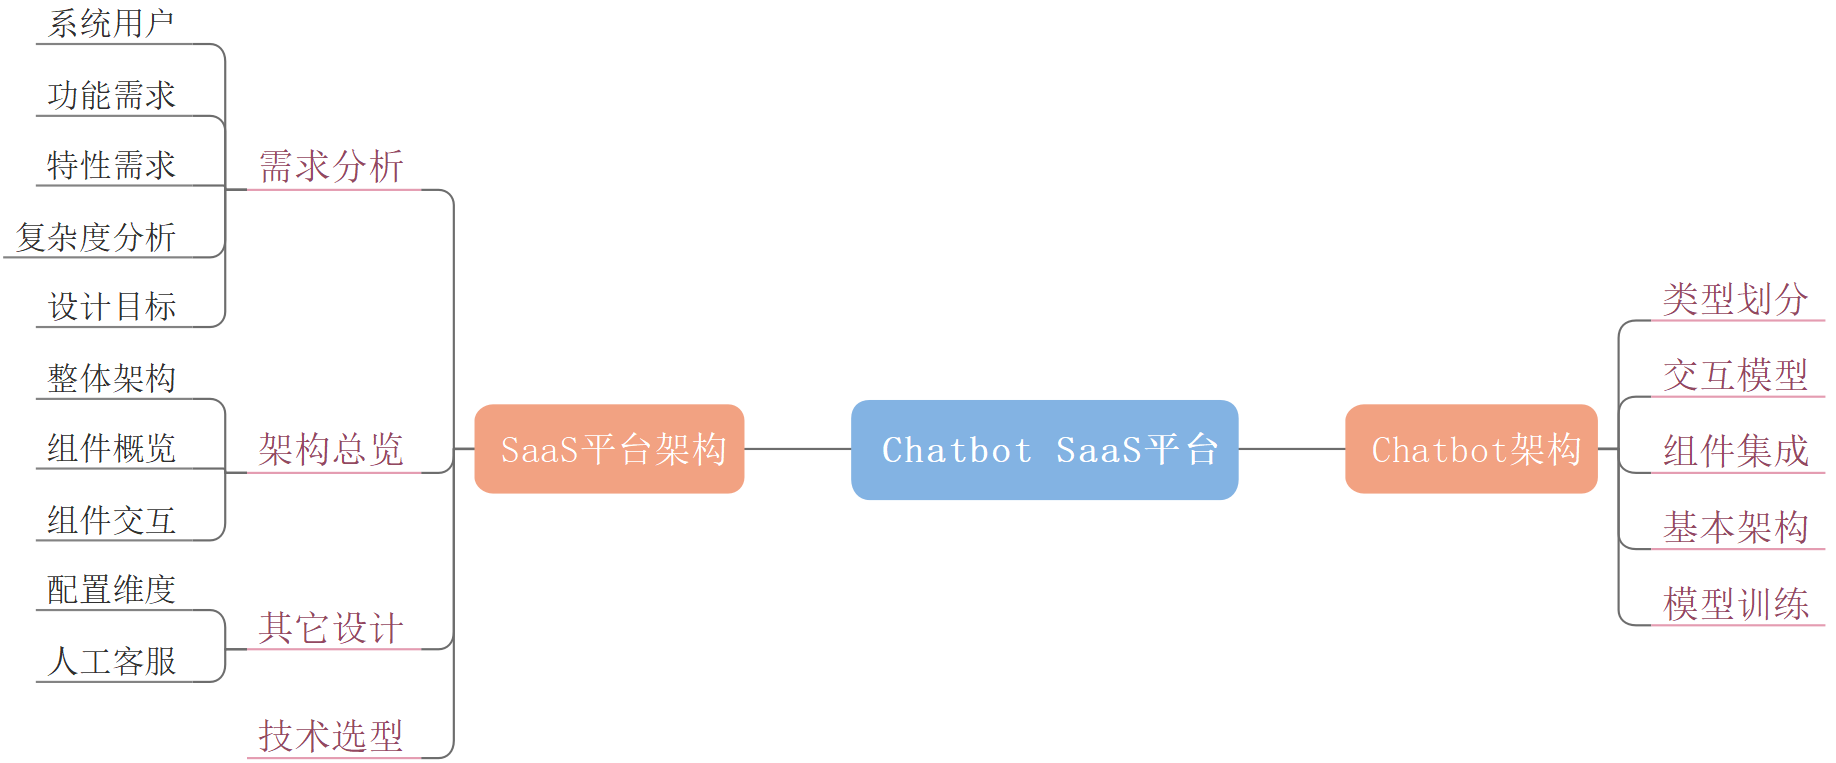 系统用户
功能需求
特性需求
复杂度分析
设计目标
需求分析
整体架构
组件概览
组件交互
架构总览
配置维度
人工客服
其它设计
技术选型
SaaS平台架构
Chatbot SaaS平台
Chatbot架构
类型划分
交互模型
组件集成
基本架构
模型训练